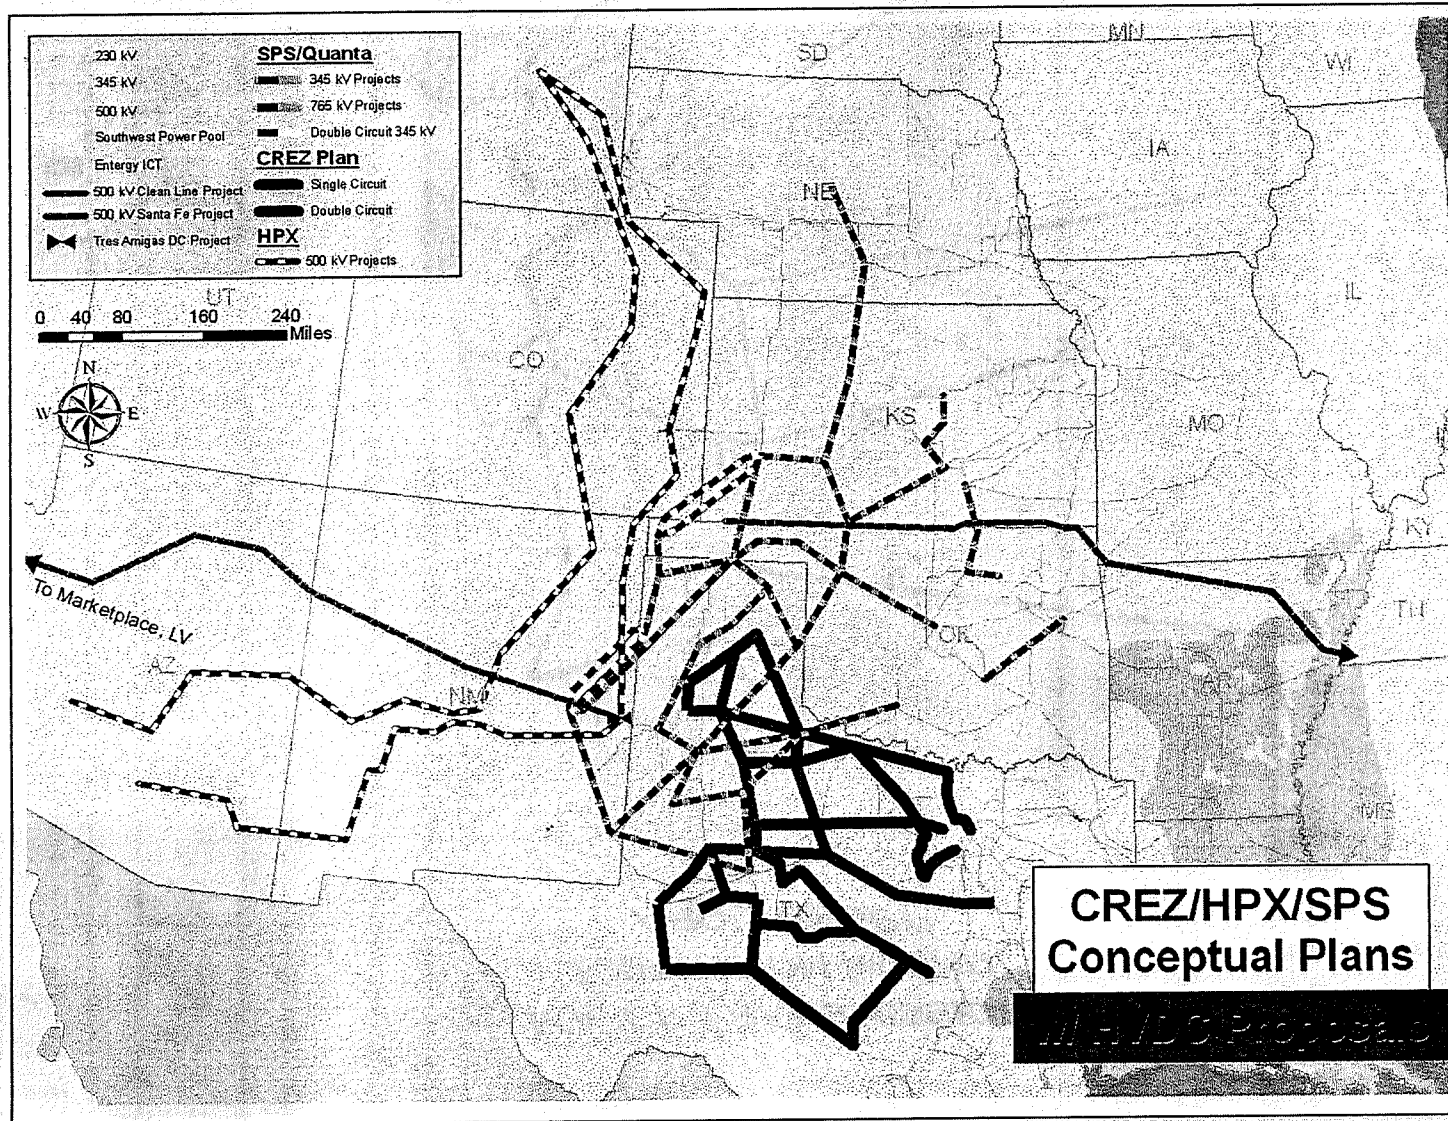 230 kV
345 kV
500 kV
Southwest Power Pool
Entergy ICT
500 kV Clean Line Project
500 kV Santa Fe Project
Tres Amigas DC Project
SPS/Quanta
345 kV Projects
765 kV Projects
Double Circuit 345 kV
CREZ Plan
Single Circuit
Double Circuit
HPX
500 kV Projects
0 40 80 160 240
Miles
N
W E
S
SD
MN
WI
IA
NE
UT
IL
CO
KS
MO
KY
To Marketplace, LV
AZ
NM
OK
TN
AR
MS
TX
CREZ/HPX/SPS
Conceptual Plans
W HVDC Proposals